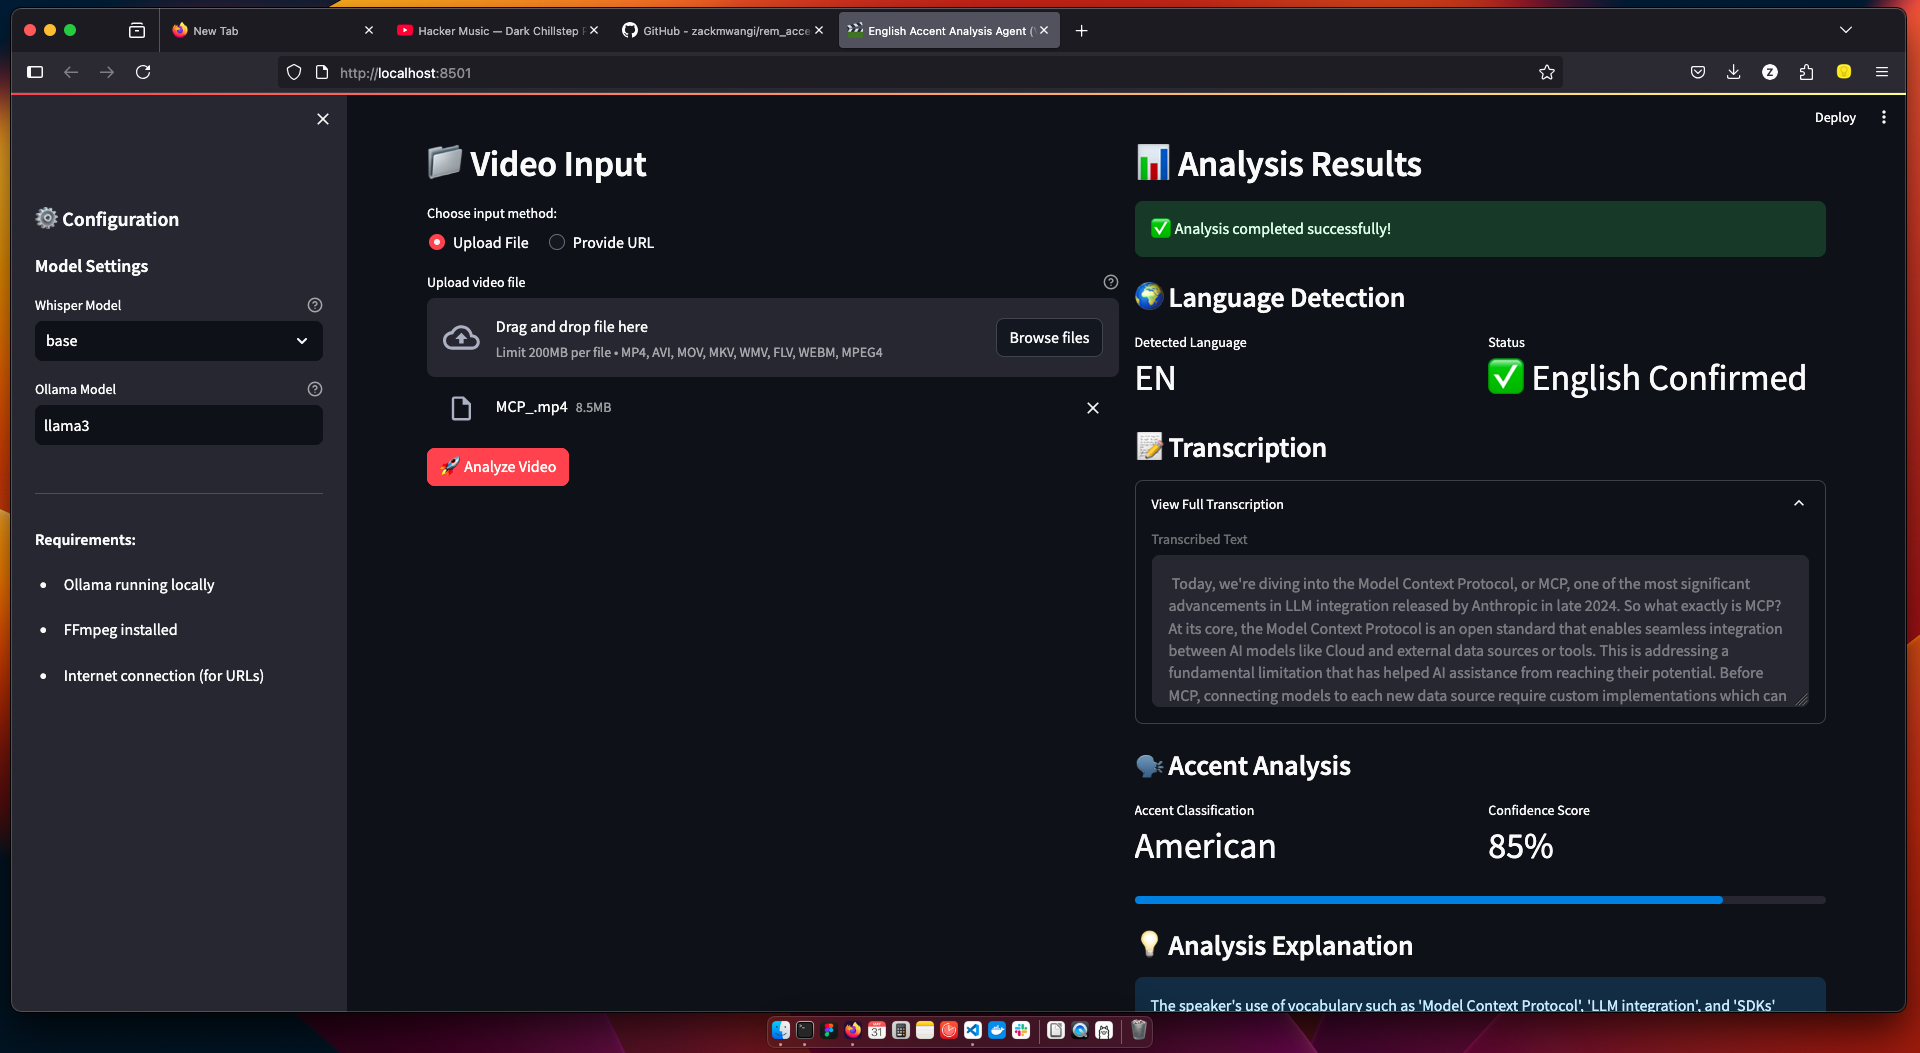 New Tab
Hacker Music — Dark Chillstep
GitHub - zackmwangi/rem_acce
English Accent Analysis Agent (
http://localhost:8501
Z
Deploy
Configuration
Model Settings
Whisper Model
base
Ollama Model
llama3
Requirements:
Ollama running locally
FFmpeg installed
Internet connection (for URLs)
Video Input
Choose input method:
Upload File
Provide URL
Upload video file
Drag and drop file here
Limit 200MB per file • MP4, AVI, MOV, MKV, WMV, FLV, WEBM, MPEG4
Browse files
MCP_.mp4 8.5MB
Analyze Video
Analysis Results
Analysis completed successfully!
Language Detection
Detected Language
EN
Status
English Confirmed
Transcription
View Full Transcription
Transcribed Text
Today, we're diving into the Model Context Protocol, or MCP, one of the most significant
advancements in LLM integration released by Anthropic in late 2024. So what exactly is MCP?
At its core, the Model Context Protocol is an open standard that enables seamless integration
between AI models like Cloud and external data sources or tools. This is addressing a
fundamental limitation that has helped AI assistance from reaching their potential. Before
MCP, connecting models to each new data source require custom implementations which can
Accent Analysis
Accent Classification
American
Confidence Score
85%
Analysis Explanation
The speaker's use of vocabulary such as 'Model Context Protocol', 'LLM integration', and 'SDKs'
31